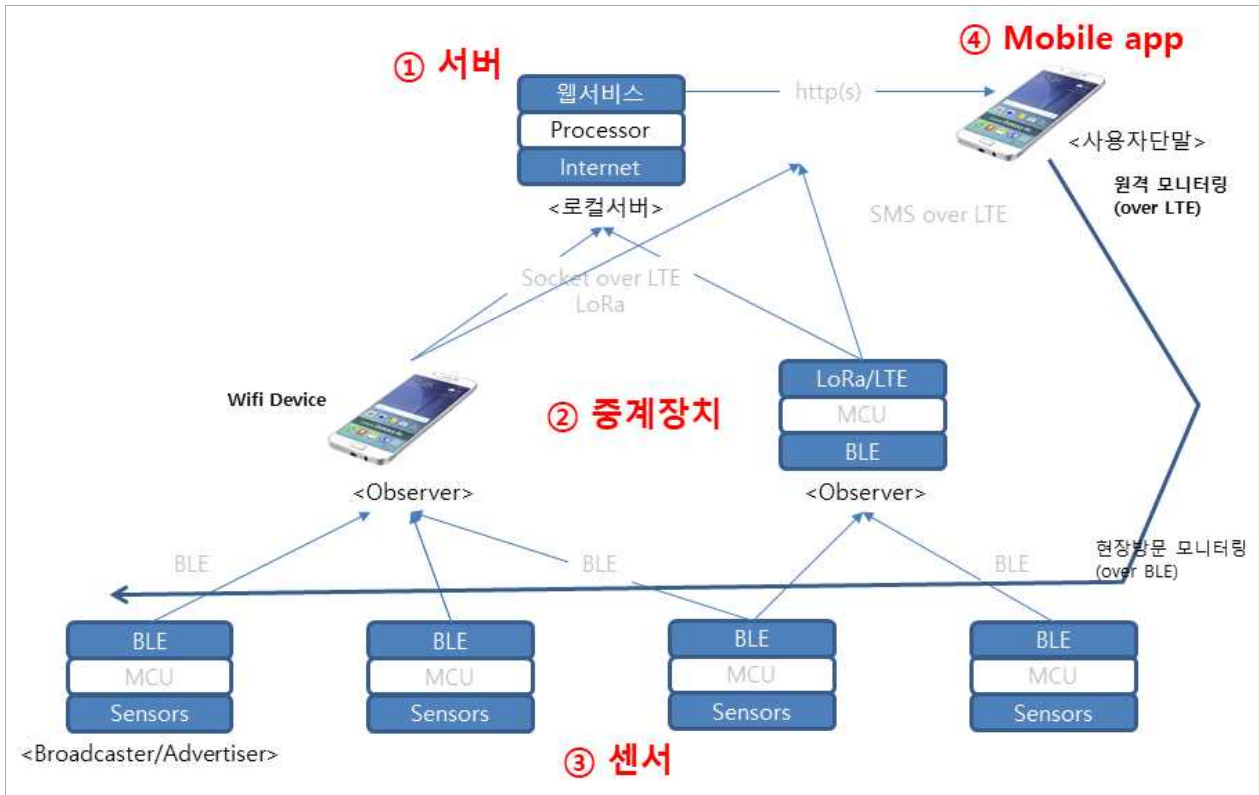 ① 서버
④ Mobile app
웹서비스
http(s)
Processor
Internet
<로컬서버>
<사용자단말>
원격 모니터링
(over LTE)
SMS over LTE
Socket over LTE
LoRa
Wifi Device
② 중계장치
LoRa/LTE
MCU
BLE
<Observer>
<Observer>
BLE
BLE
BLE
현장방문 모니터링
(over BLE)
BLE
MCU
Sensors
BLE
MCU
Sensors
BLE
MCU
Sensors
BLE
MCU
Sensors
<Broadcaster/Advertiser>
③ 센서